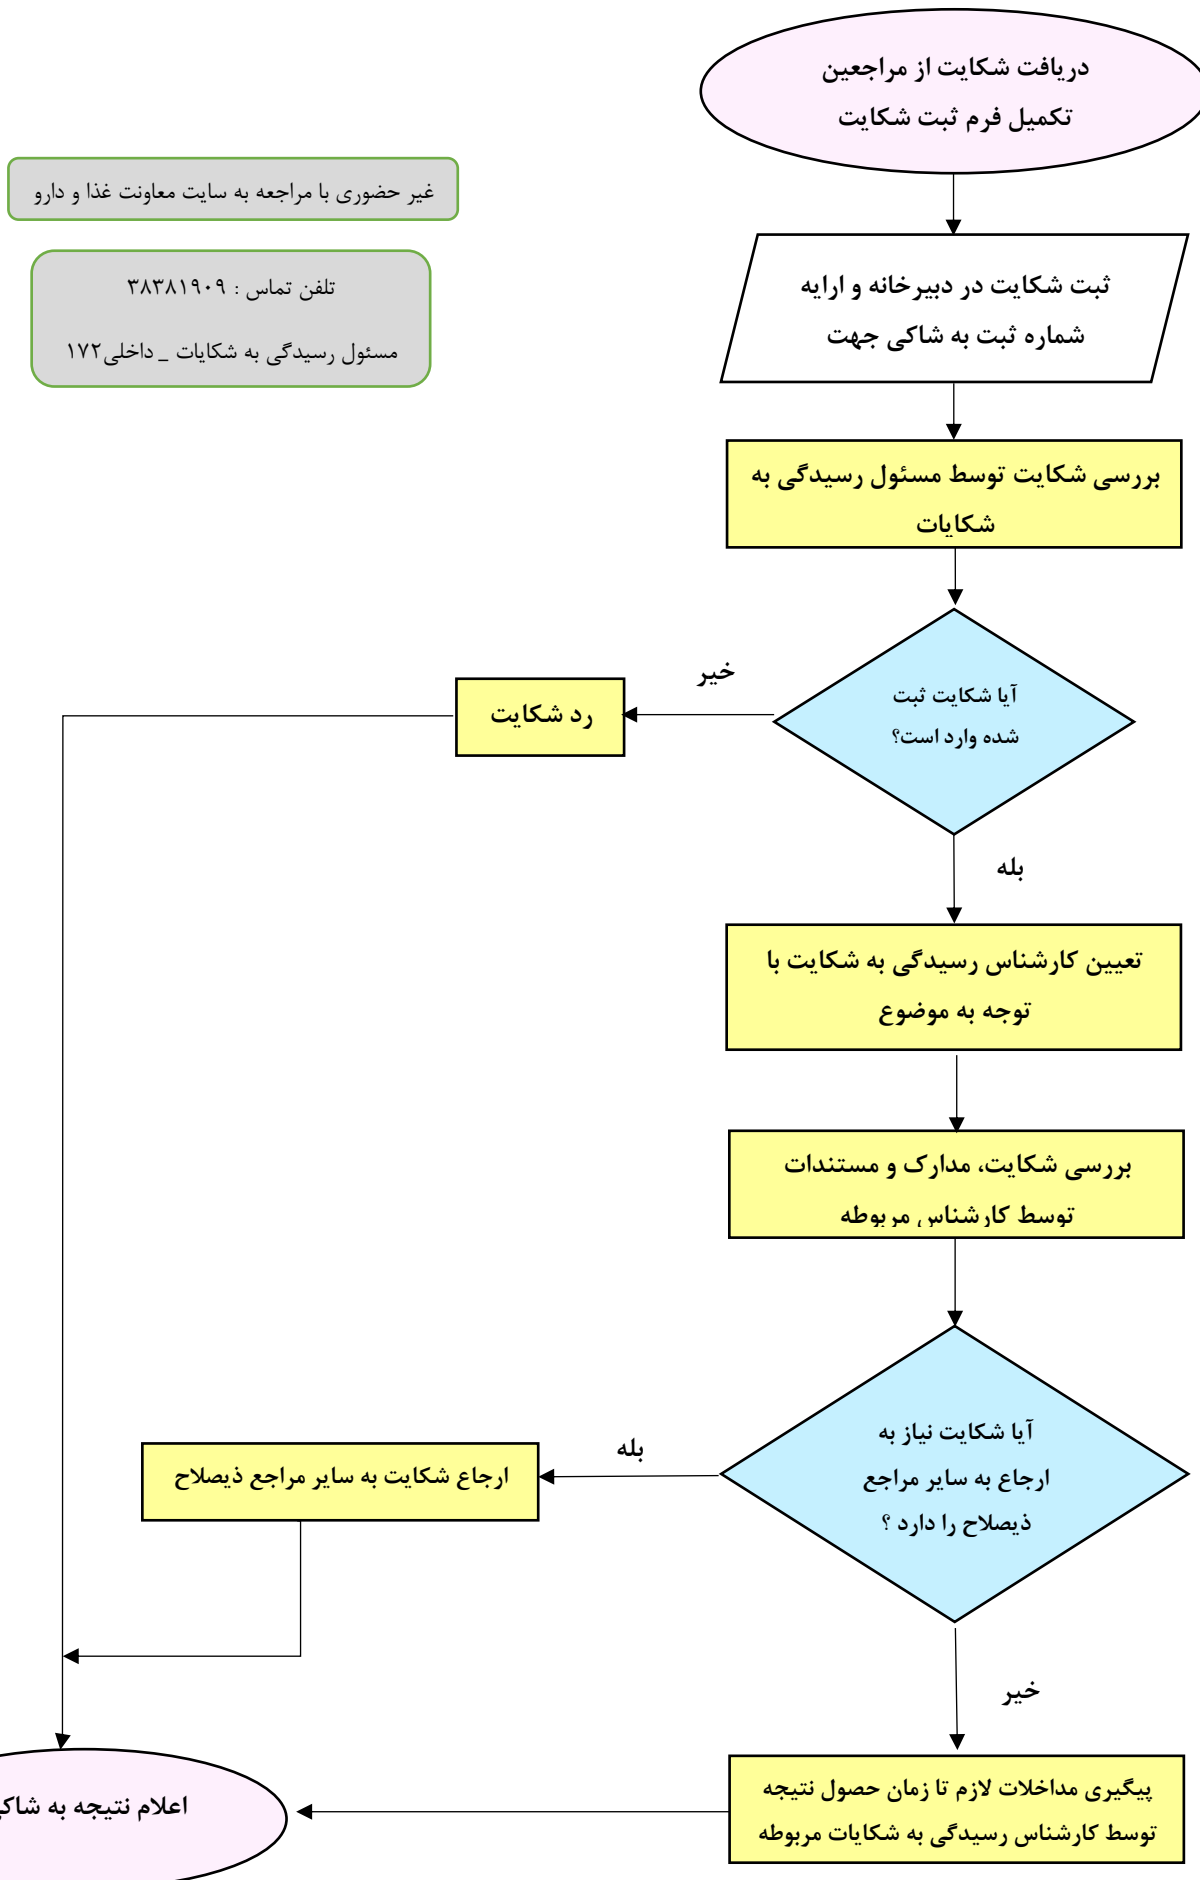 دریافت شکایت از مراجعین
تکمیل فرم ثبت شکایت
غیر حضوری با مراجعه به سایت معاونت غذا و دارو
تلفن تماس : ۳۸۳۸۱۹۰۹
مسئول رسیدگی به شکایات _ داخلی۱۷۲
ثبت شکایت در دبیرخانه و ارایه
شماره ثبت به شاکی جهت
بررسی شکایت توسط مسئول رسیدگی به
شکایات
آیا شکایت ثبت
شده وارد است؟
خیر
رد شکایت
بله
تعیین کارشناس رسیدگی به شکایت با
توجه به موضوع
بررسی شکایت، مدارک و مستندات
توسط کارشناس مربوطه
آیا شکایت نیاز به
ارجاع به سایر مراجع
ذیصلاح را دارد ؟
بله
ارجاع شکایت به سایر مراجع ذیصلاح
خیر
پیگیری مداخلات لازم تا زمان حصول نتیجه
توسط کارشناس رسیدگی به شکایات مربوطه
اعلام نتیجه به شاکی